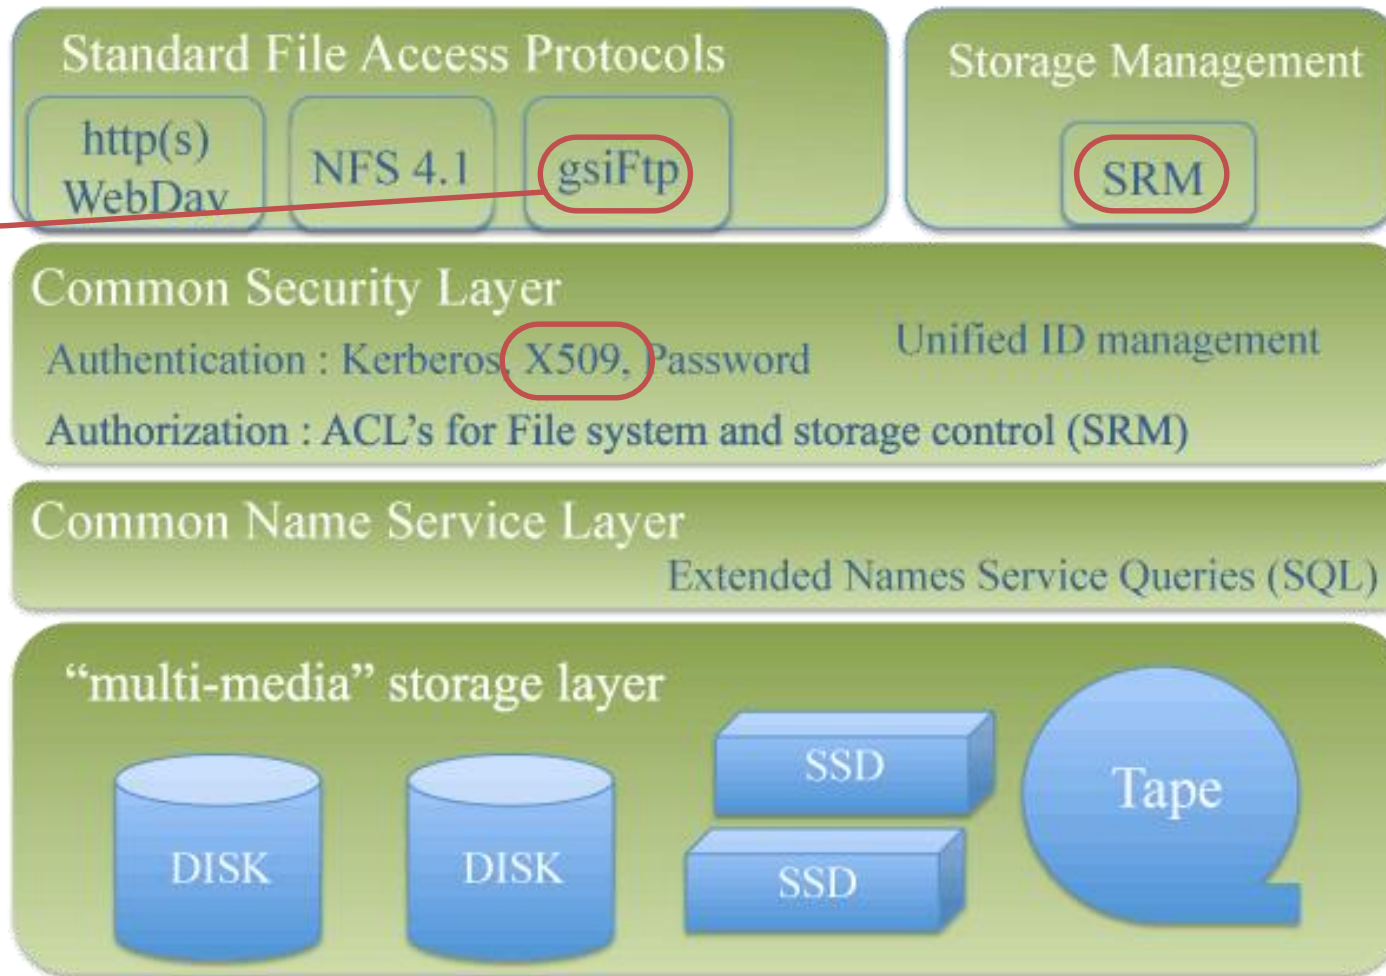 Standard File Access Protocols
http(s)
WebDav
NFS 4.1
gsiFtp
Storage Management
SRM
Common Security Layer
Authentication : Kerberos, X509, Password
Unified ID management
Authorization : ACL's for File system and storage control (SRM)
Common Name Service Layer
Extended Names Service Queries (SQL)
“multi-media” storage layer
DISK
DISK
SSD
SSD
Tape